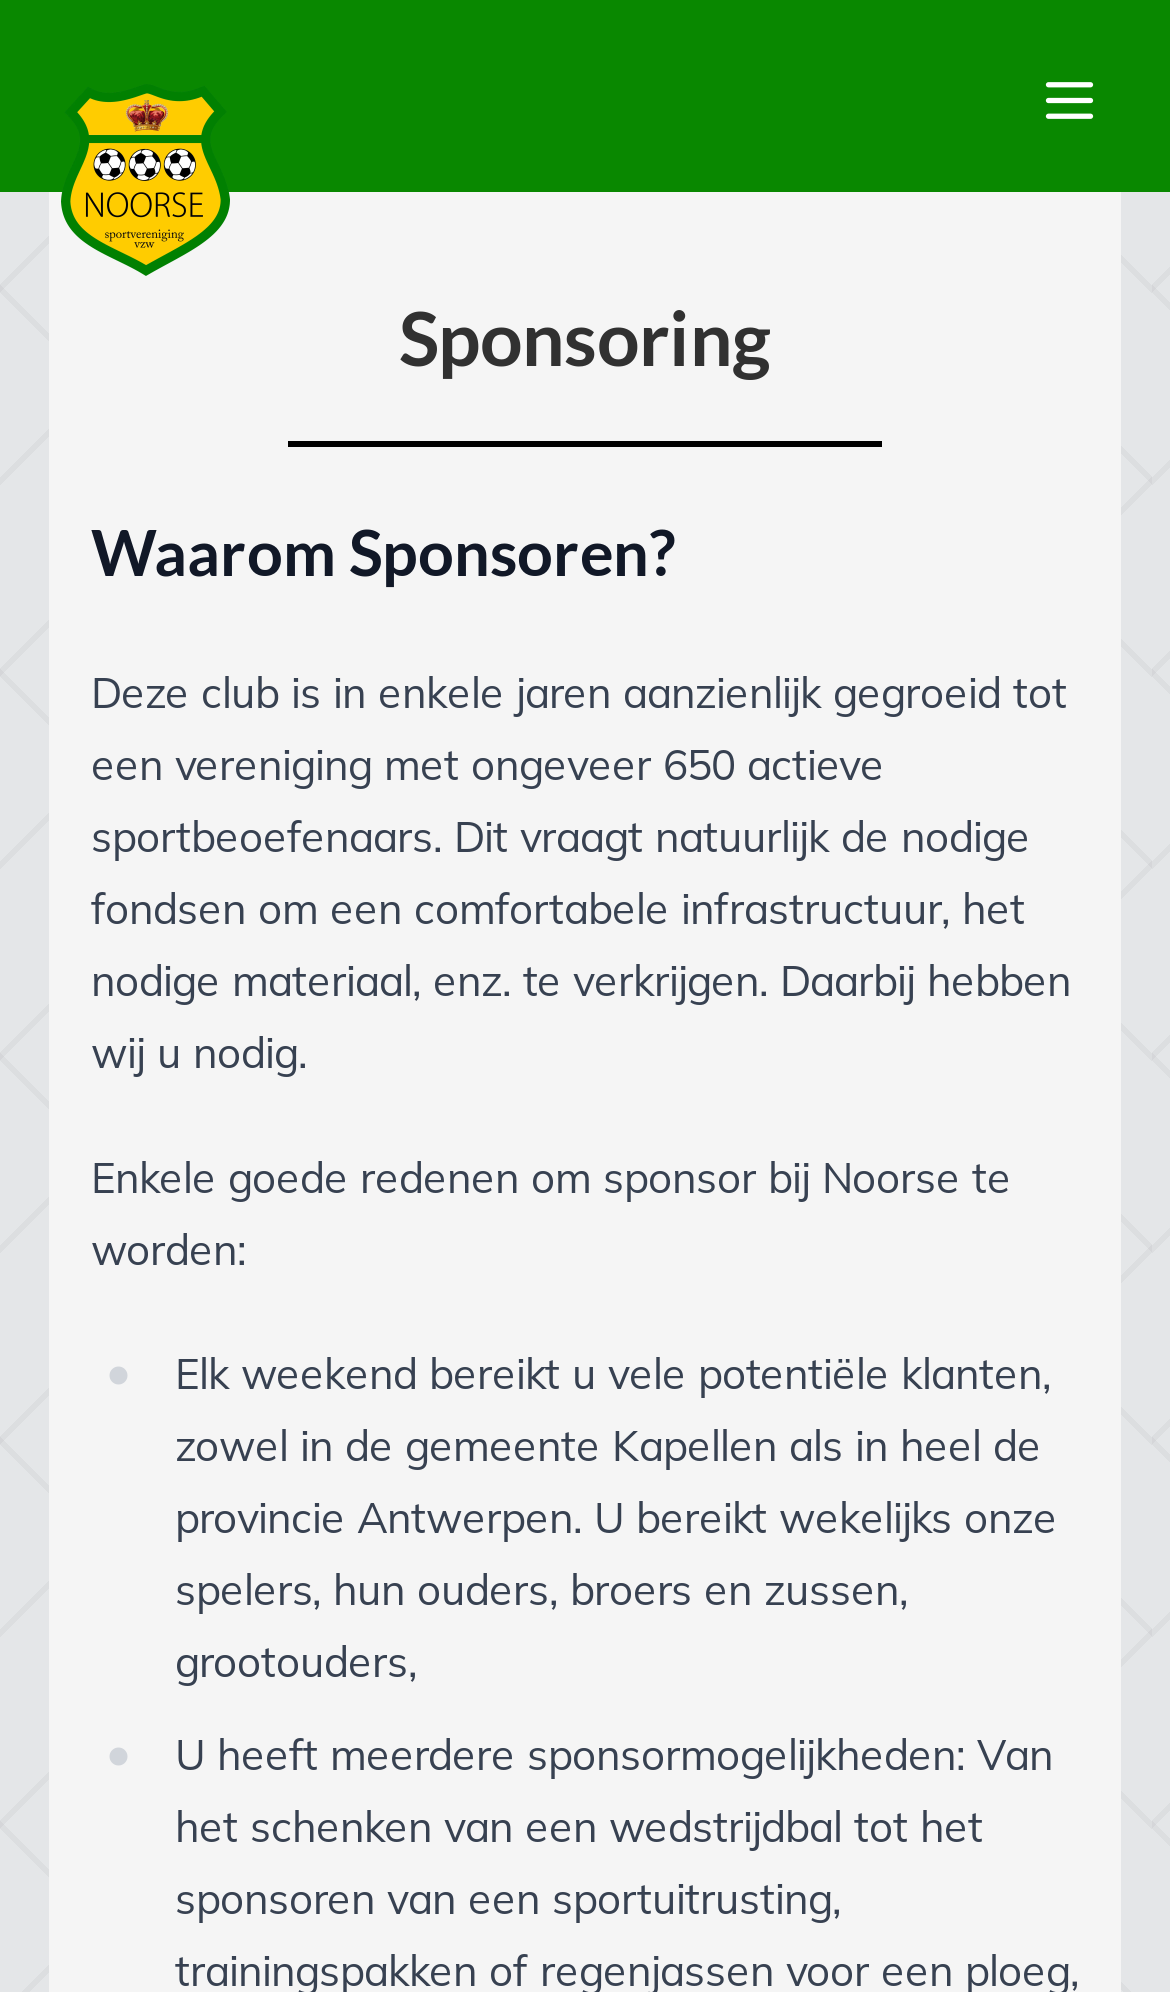 NOORSE
sportvereniging
vzw
Sponsoring
Waarom Sponsoren?
Deze club is in enkele jaren aanzienlijk gegroeid tot
een vereniging met ongeveer 650 actieve
sportbeoefenaars. Dit vraagt natuurlijk de nodige
fondsen om een comfortabele infrastructuur, het
nodige materiaal, enz. te verkrijgen. Daarbij hebben
wij u nodig.
Enkele goede redenen om sponsor bij Noorse te
worden:
Elk weekend bereikt u vele potentiële klanten,
zowel in de gemeente Kapellen als in heel de
provincie Antwerpen. U bereikt wekelijks onze
spelers, hun ouders, broers en zussen,
grootouders,
U heeft meerdere sponsormogelijkheden: Van
het schenken van een wedstrijdbal tot het
sponsoren van een sportuitrusting,
trainingspakken of regenjassen voor een ploeg,